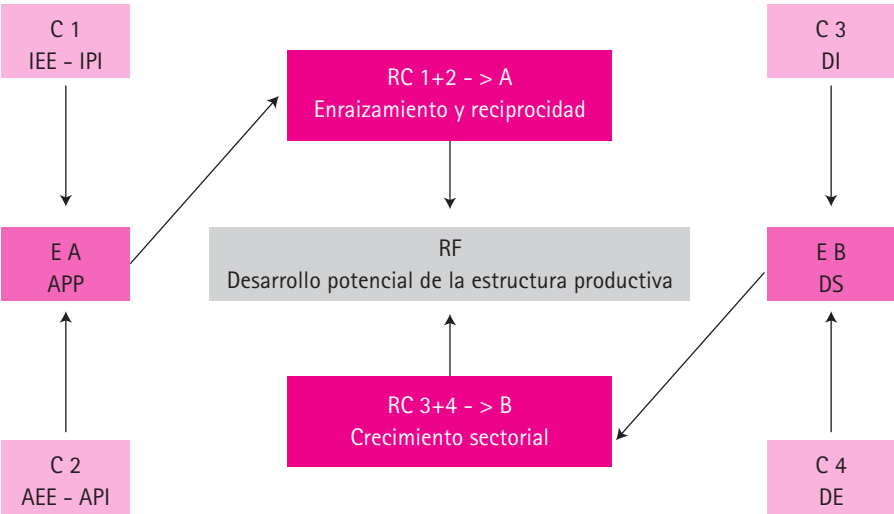 C 1
IEE - IPI
C 3
DI
RC 1+2 - > A
Enraizamiento y reciprocidad
E A
APP
RF
Desarrollo potencial de la estructura productiva
E B
DS
RC 3+4 - > B
Crecimiento sectorial
C 2
AEE - API
C 4
DE